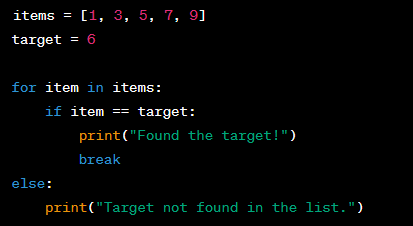 items = [1, 3, 5, 7, 9]
target = 6

for item in items:
    if item == target:
        print("Found the target!")
        break
else:
    print("Target not found in the list.")